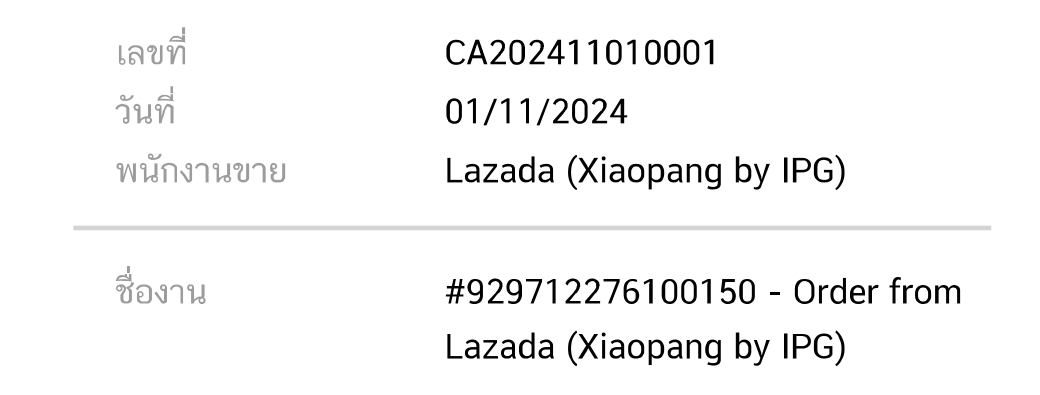 เลขที่ CA202411010001
วันที่ 01/11/2024
พนักงานขาย Lazada (Xiaopang by IPG)
ชื่องาน #929712276100150 - Order from
Lazada (Xiaopang by IPG)